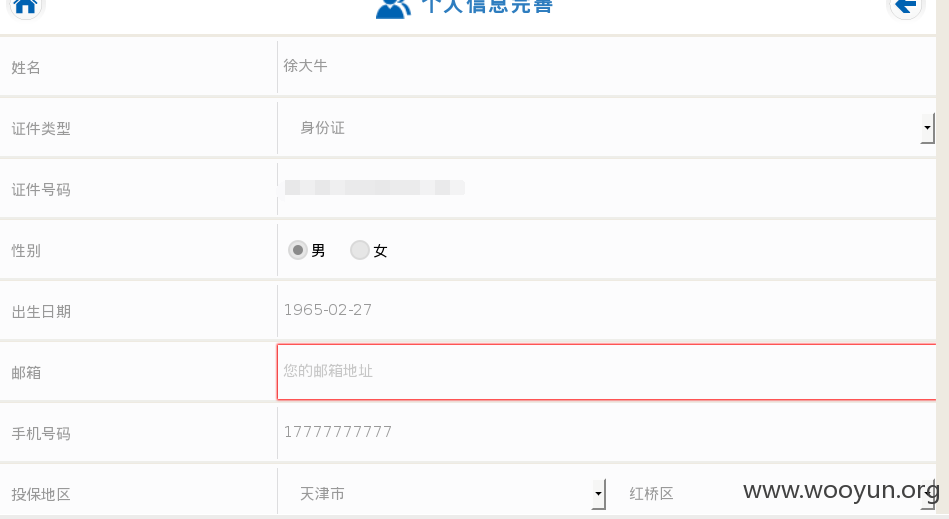 个人信息完善
姓名 徐大牛
证件类型 身份证
证件号码
性别 男 女
出生日期 1965-02-27
邮箱 您的邮箱地址
手机号码 17777777777
投保地区 天津市 红桥区
www.wooyun.org